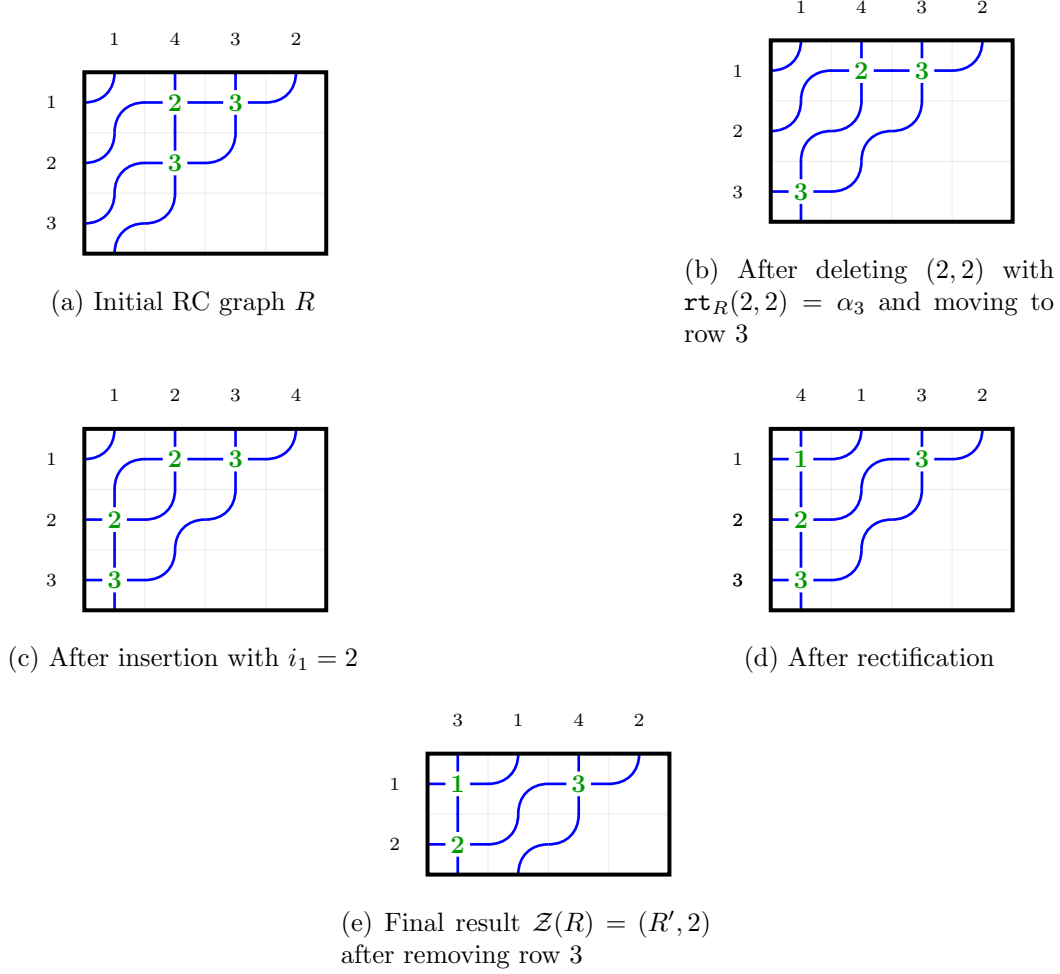 1 4 3 2
1 2 3
2 3
3
(a) Initial RC graph R
1 4 3 2
1 2 3
2
3 3
(b) After deleting (2, 2) with
rt_R(2, 2) = α₃ and moving to
row 3
1 2 3 4
1 2 3
2 2
3 3
(c) After insertion with i₁ = 2
4 1 3 2
1 1 3
2 2
3 3
(d) After rectification
3 1 4 2
1 1 3
2 2
(e) Final result 𝒵(R) = (R′, 2)
after removing row 3